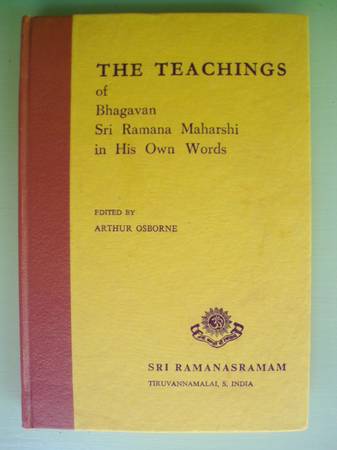 THE TEACHINGS
of
Bhagavan
Sri Ramana Maharshi
in His Own Words
EDITED BY
ARTHUR OSBORNE
SRI RAMANASRAMAM
TIRUVANNAMALAI, S. INDIA